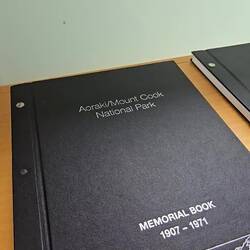 Aoraki/Mount Cook
National Park
MEMORIAL BOOK
1907 - 1971